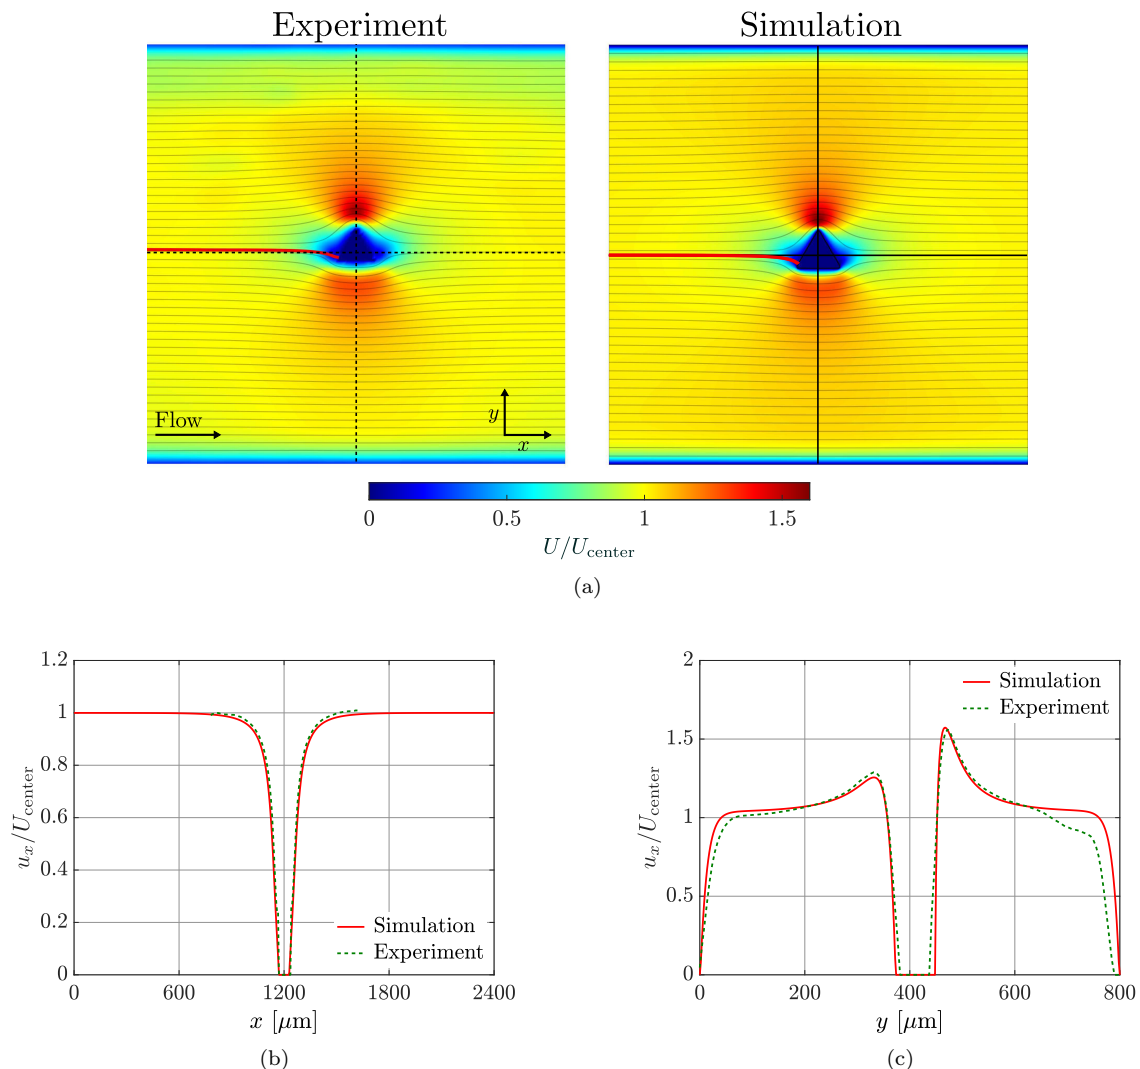 Experiment
Simulation
Flow
y
x
0 0.5 1 1.5
U/U_center
(a)
1.2
1
0.8
0.6
0.4
0.2
0
u_x/U_center
Simulation
Experiment
0 600 1200 1800 2400
x [μm]
(b)
2
1.5
1
0.5
0
u_x/U_center
Simulation
Experiment
0 200 400 600 800
y [μm]
(c)